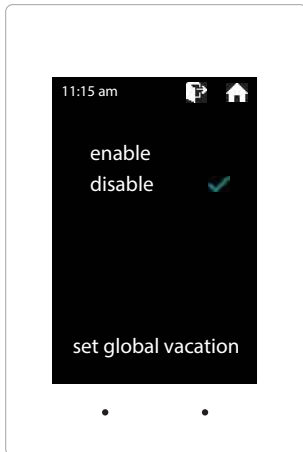 11:15 am
enable
disable
set global vacation